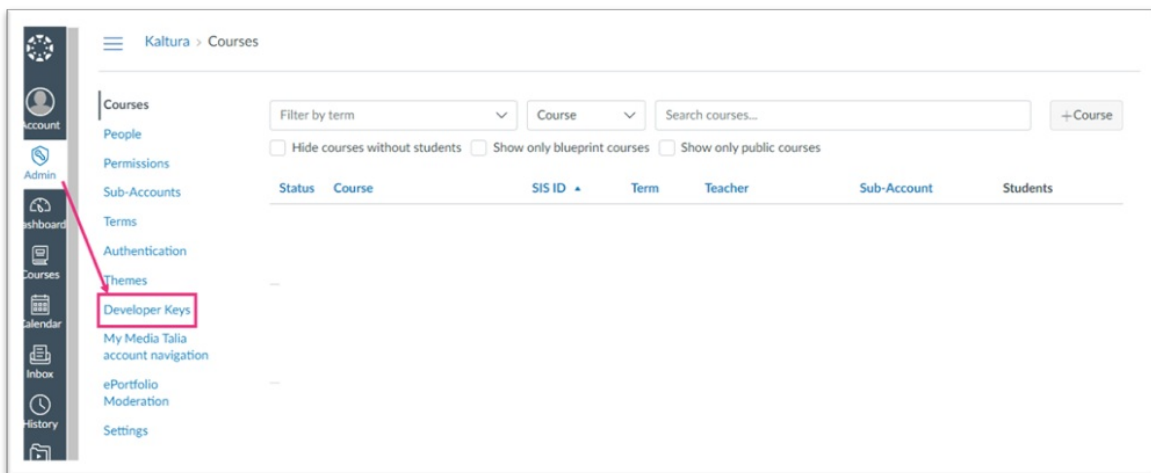 Kaltura > Courses
Account
Admin
Dashboard
Courses
Calendar
Inbox
History
Courses
People
Permissions
Sub-Accounts
Terms
Authentication
Themes
Developer Keys
My Media Talia
account navigation
ePortfolio
Moderation
Settings
Filter by term Course Search courses... +Course
Hide courses without students Show only blueprint courses Show only public courses
Status Course SIS ID Term Teacher Sub-Account Students